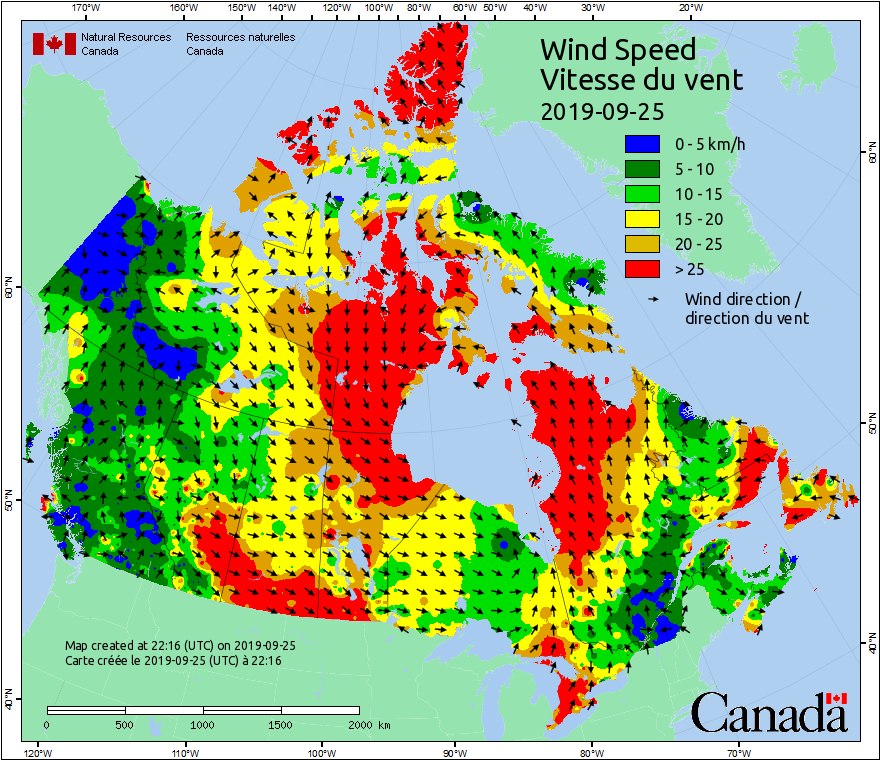 170°W 160°W 150°W 140°W 120°W 100°W 80°W 60°W 50°W 40°W 30°W 20°W
Natural Resources Ressources naturelles
Canada Canada
Wind Speed
Vitesse du vent
2019-09-25
0 - 5 km/h
5 - 10
10 - 15
15 - 20
20 - 25
> 25
Wind direction /
direction du vent
60°N
60°N
50°N
50°N
40°N
40°N
Map created at 22:16 (UTC) on 2019-09-25
Carte créée le 2019-09-25 (UTC) à 22:16
0 500 1000 1500 2000 km
Canada
120°W 110°W 100°W 90°W 80°W 70°W